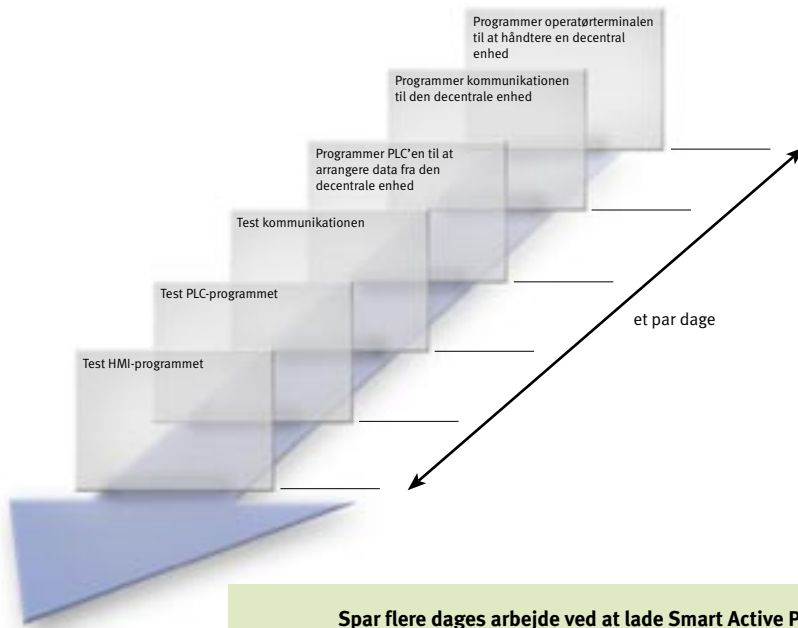 Programmer operatørterminalen
til at håndtere en decentral
enhed
Programmer kommunikationen
til den decentrale enhed
Programmer PLC'en til at
arrangere data fra den
decentrale enhed
Test kommunikationen
Test PLC-programmet
Test HMI-programmet
et par dage
Spar flere dages arbejde ved at lade Smart Active P